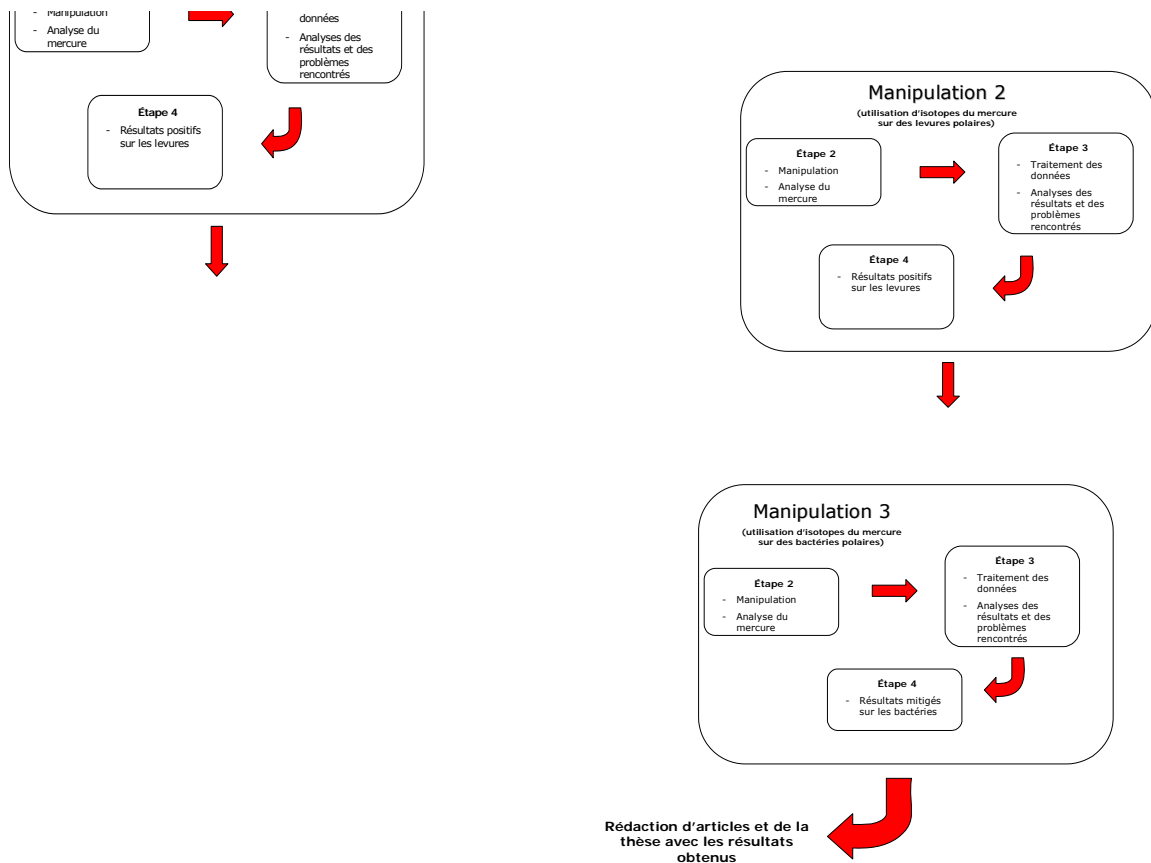 - Manipulation
- Analyse du
mercure
données
- Analyses des
résultats et des
problèmes
rencontrés
Étape 4
- Résultats positifs
sur les levures
Manipulation 2
(utilisation d'isotopes du mercure
sur des levures polaires)
Étape 2
- Manipulation
- Analyse du
mercure
Étape 3
- Traitement des
données
- Analyses des
résultats et des
problèmes
rencontrés
Étape 4
- Résultats positifs
sur les levures
Manipulation 3
(utilisation d'isotopes du mercure
sur des bactéries polaires)
Étape 2
- Manipulation
- Analyse du
mercure
Étape 3
- Traitement des
données
- Analyses des
résultats et des
problèmes
rencontrés
Étape 4
- Résultats mitigés
sur les bactéries
Rédaction d'articles et de la
thèse avec les résultats
obtenus